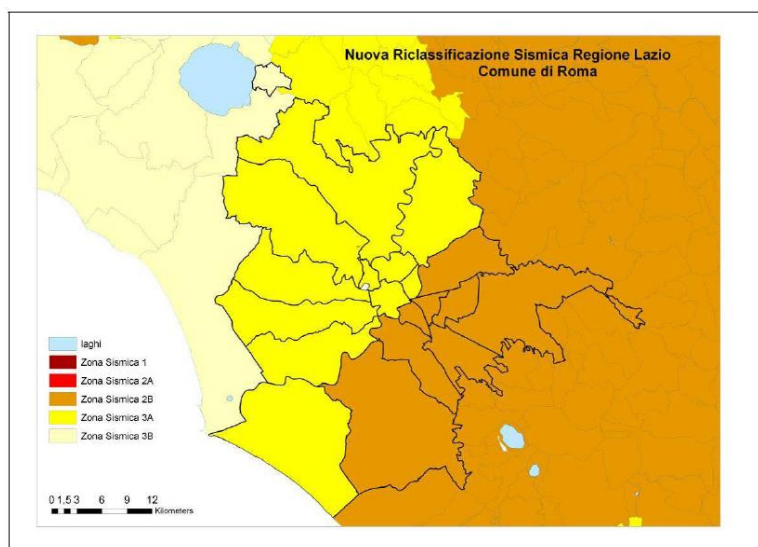 Nuova Riclassificazione Sismica Regione Lazio
Comune di Roma
laghi
Zona Sismica 1
Zona Sismica 2A
Zona Sismica 2B
Zona Sismica 3A
Zona Sismica 3B
0 1,5 3 6 9 12
Kilometers